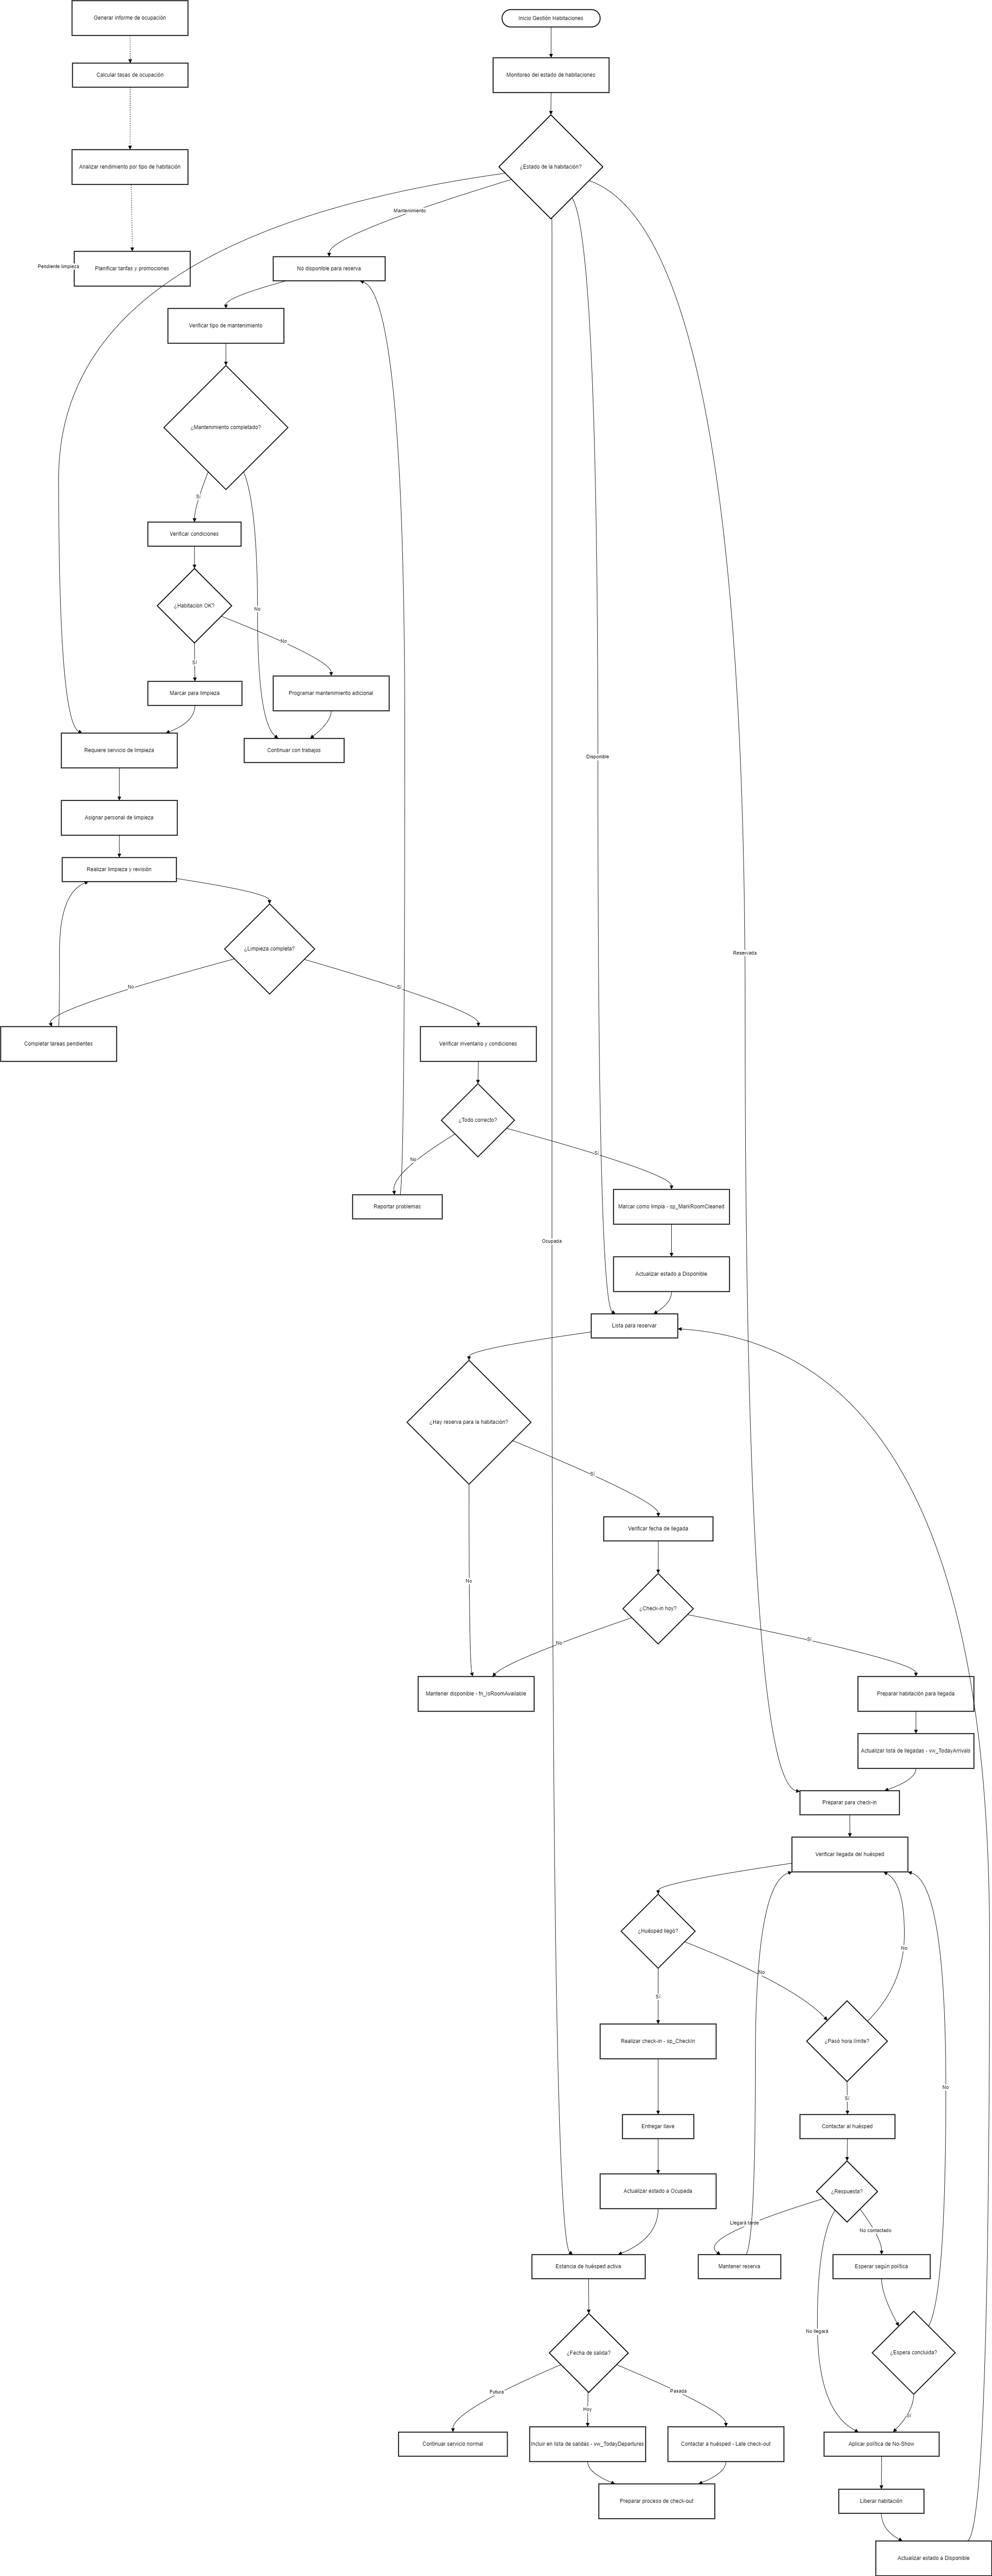 Generar informe de ocupación
Inicio Gestión Habitaciones
Calcular tasas de ocupación
Monitoreo del estado de habitaciones
Analizar rendimiento por tipo de habitación
¿Estado de la habitación?
Mantenimiento
Pendiente limpieza
Planificar tarifas y promociones
No disponible para reserva
Verificar tipo de mantenimiento
¿Mantenimiento completado?
Sí
Verificar condiciones
¿Habitación OK?
No
No
Sí
Marcar para limpieza
Programar mantenimiento adicional
Requiere servicio de limpieza
Continuar con trabajos
Disponible
Asignar personal de limpieza
Realizar limpieza y revisión
¿Limpieza completa?
Reservada
No
Sí
Completar tareas pendientes
Verificar inventario y condiciones
¿Todo correcto?
No
Sí
Reportar problemas
Marcar como limpia - sp_MarkRoomCleaned
Ocupada
Actualizar estado a Disponible
Lista para reservar
¿Hay reserva para la habitación?
Sí
Verificar fecha de llegada
No
¿Check-in hoy?
No
Sí
Mantener disponible - fn_IsRoomAvailable
Preparar habitación para llegada
Actualizar lista de llegadas - vw_TodayArrivals
Preparar para check-in
Verificar llegada del huésped
¿Huésped llegó?
No
No
Sí
Realizar check-in - sp_CheckIn
¿Pasó hora límite?
No
Sí
Entregar llave
Contactar al huésped
Actualizar estado a Ocupada
¿Respuesta?
Llegará tarde
No contactado
Estancia de huésped activa
Mantener reserva
Esperar según política
No llegará
¿Fecha de salida?
¿Espera concluida?
Futura
Pasada
Hoy
Sí
Continuar servicio normal
Incluir en lista de salidas - vw_TodayDepartures
Contactar a huésped - Late check-out
Aplicar política de No-Show
Preparar proceso de check-out
Liberar habitación
Actualizar estado a Disponible